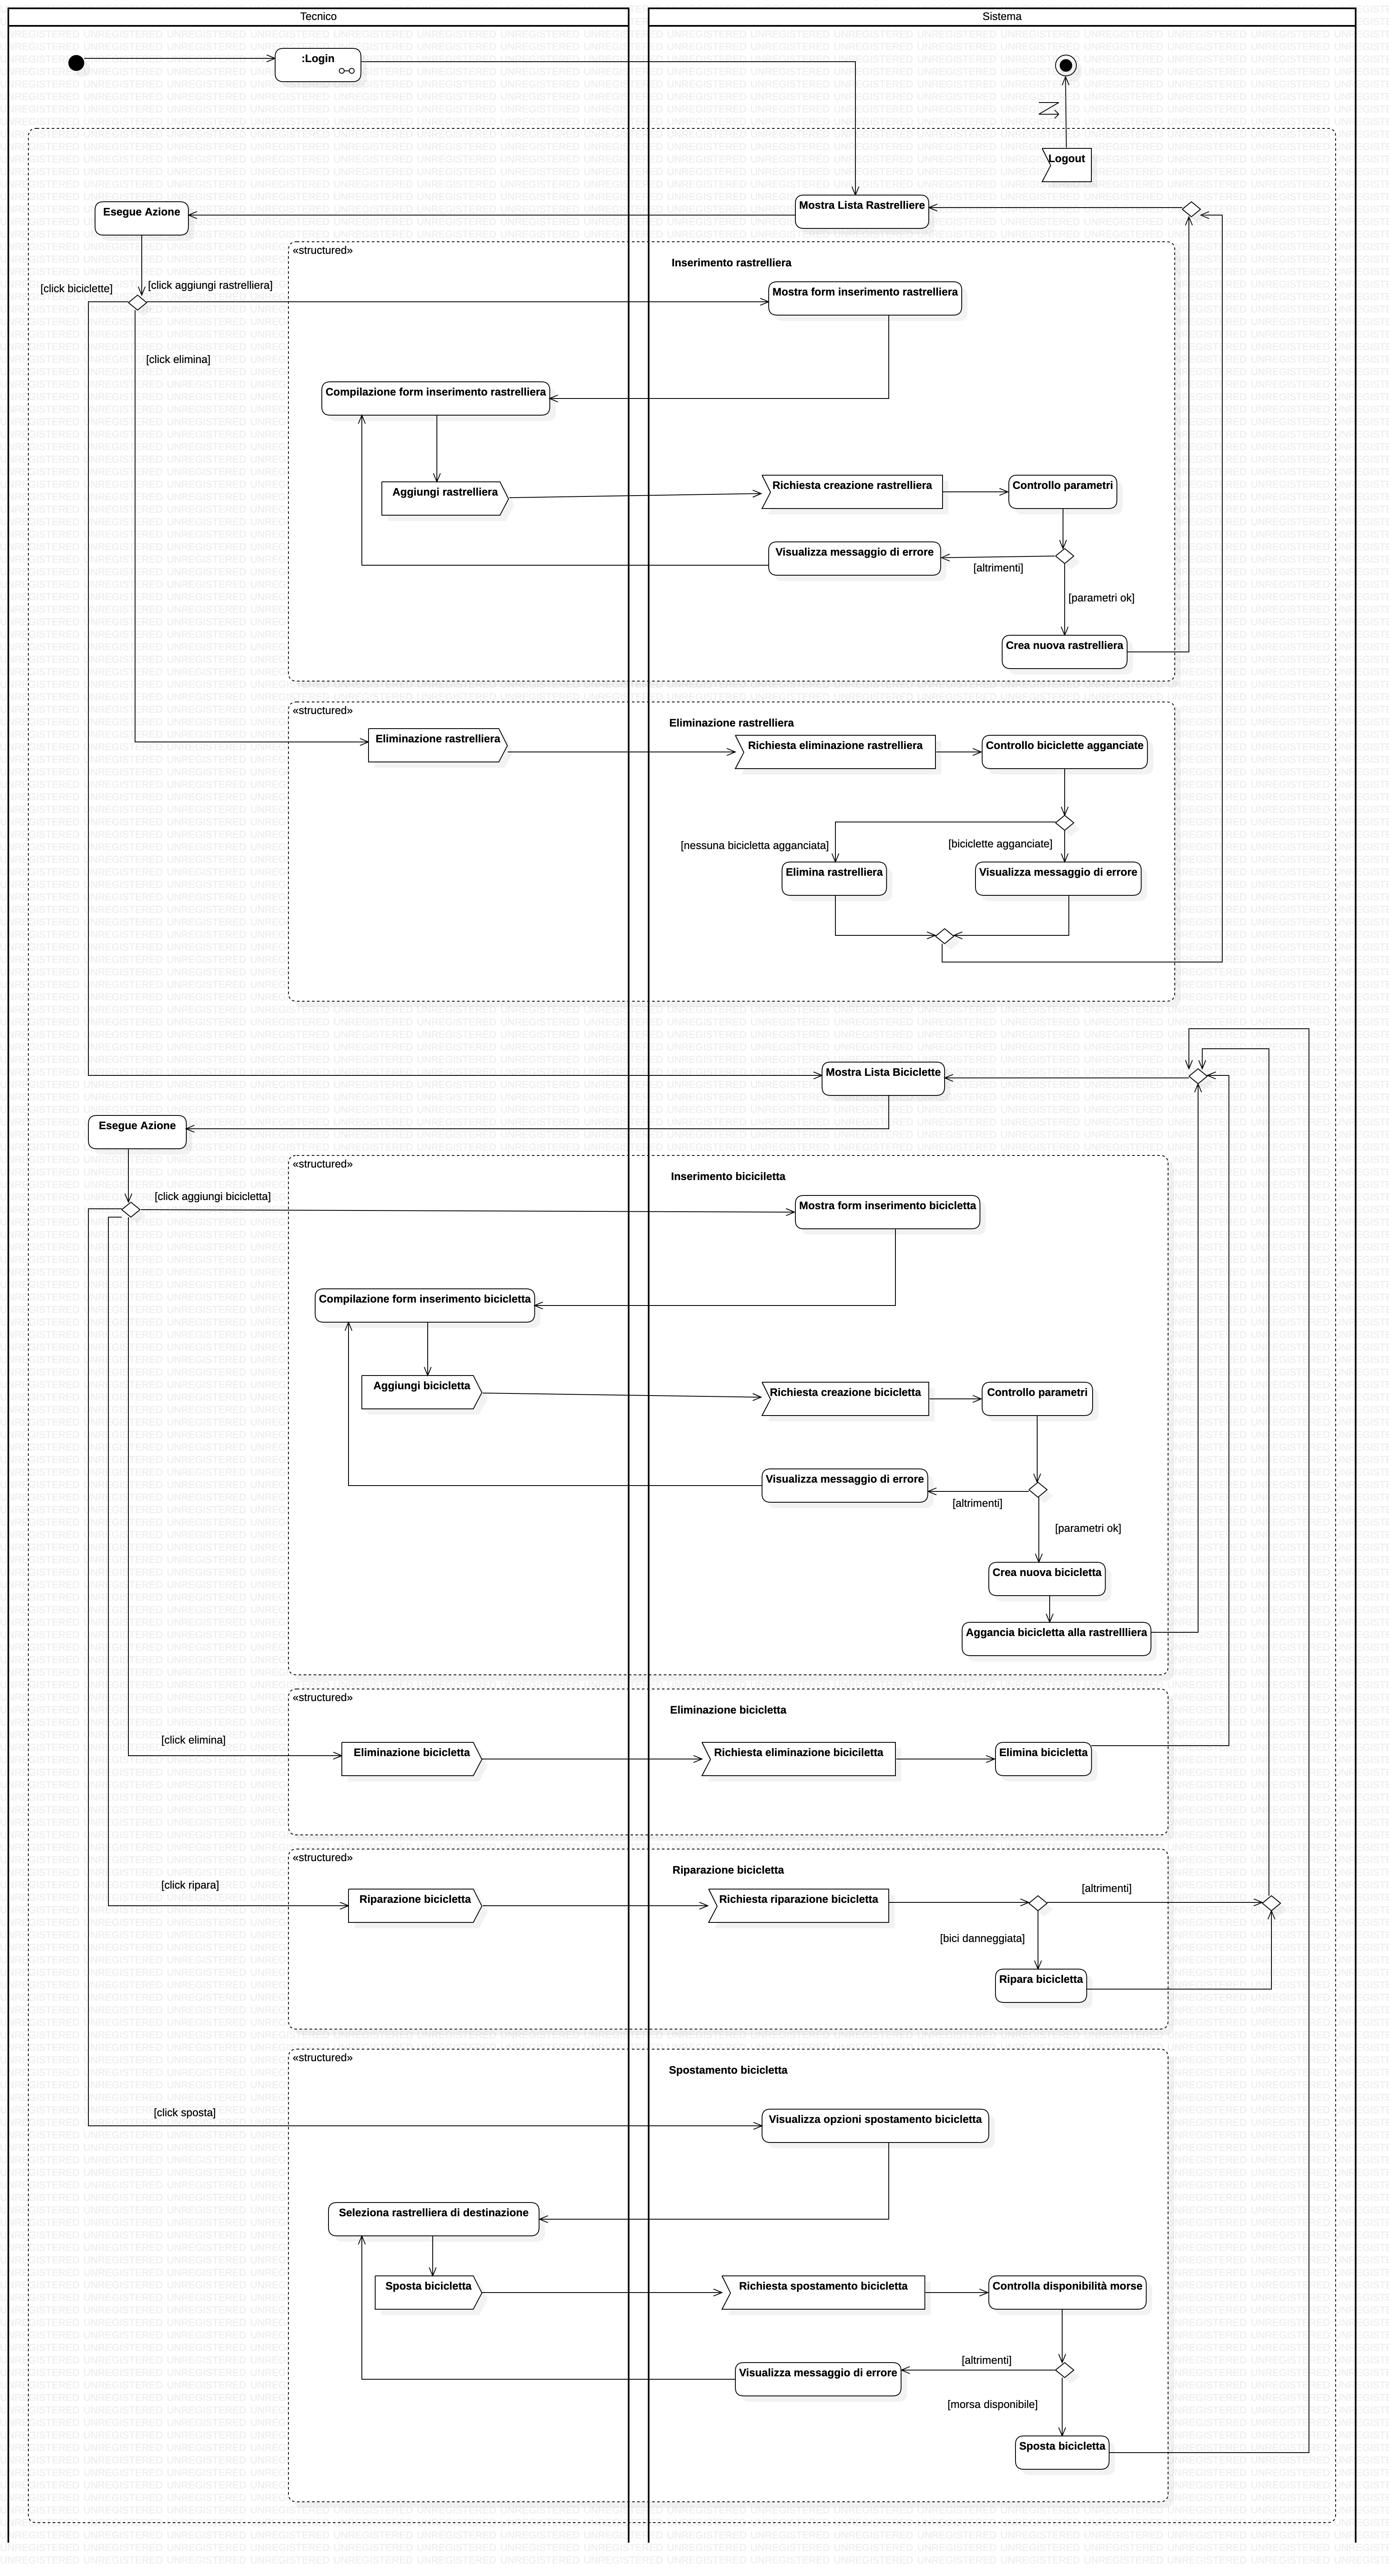 Tecnico
Sistema
:Login
Logout
Esegue Azione
Mostra Lista Rastrelliere
«structured»
Inserimento rastrelliera
[click biciclette]
[click aggiungi rastrelliera]
Mostra form inserimento rastrelliera
[click elimina]
Compilazione form inserimento rastrelliera
Aggiungi rastrelliera
Richiesta creazione rastrelliera
Controllo parametri
Visualizza messaggio di errore
[altrimenti]
[parametri ok]
Crea nuova rastrelliera
«structured»
Eliminazione rastrelliera
Eliminazione rastrelliera
Richiesta eliminazione rastrelliera
Controllo biciclette agganciate
[nessuna bicicletta agganciata]
[biciclette agganciate]
Elimina rastrelliera
Visualizza messaggio di errore
Mostra Lista Biciclette
Esegue Azione
«structured»
Inserimento biciciletta
[click aggiungi bicicletta]
Mostra form inserimento bicicletta
Compilazione form inserimento bicicletta
Aggiungi bicicletta
Richiesta creazione bicicletta
Controllo parametri
Visualizza messaggio di errore
[altrimenti]
[parametri ok]
Crea nuova bicicletta
Aggancia bicicletta alla rastrellliera
«structured»
Eliminazione bicicletta
[click elimina]
Eliminazione bicicletta
Richiesta eliminazione biciciletta
Elimina bicicletta
«structured»
Riparazione bicicletta
[click ripara]
Riparazione bicicletta
Richiesta riparazione bicicletta
[altrimenti]
[bici danneggiata]
Ripara bicicletta
«structured»
Spostamento bicicletta
[click sposta]
Visualizza opzioni spostamento bicicletta
Seleziona rastrelliera di destinazione
Sposta bicicletta
Richiesta spostamento bicicletta
Controlla disponibilità morse
Visualizza messaggio di errore
[altrimenti]
[morsa disponibile]
Sposta bicicletta